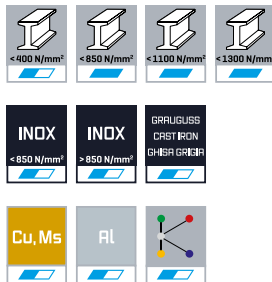 <400 N/mm² <850 N/mm² <1100 N/mm² <1300 N/mm²
INOX INOX GRAUGUSS
CAST IRON
GHISA GRIGIA
<850 N/mm² >850 N/mm²
Cu, Ms Al